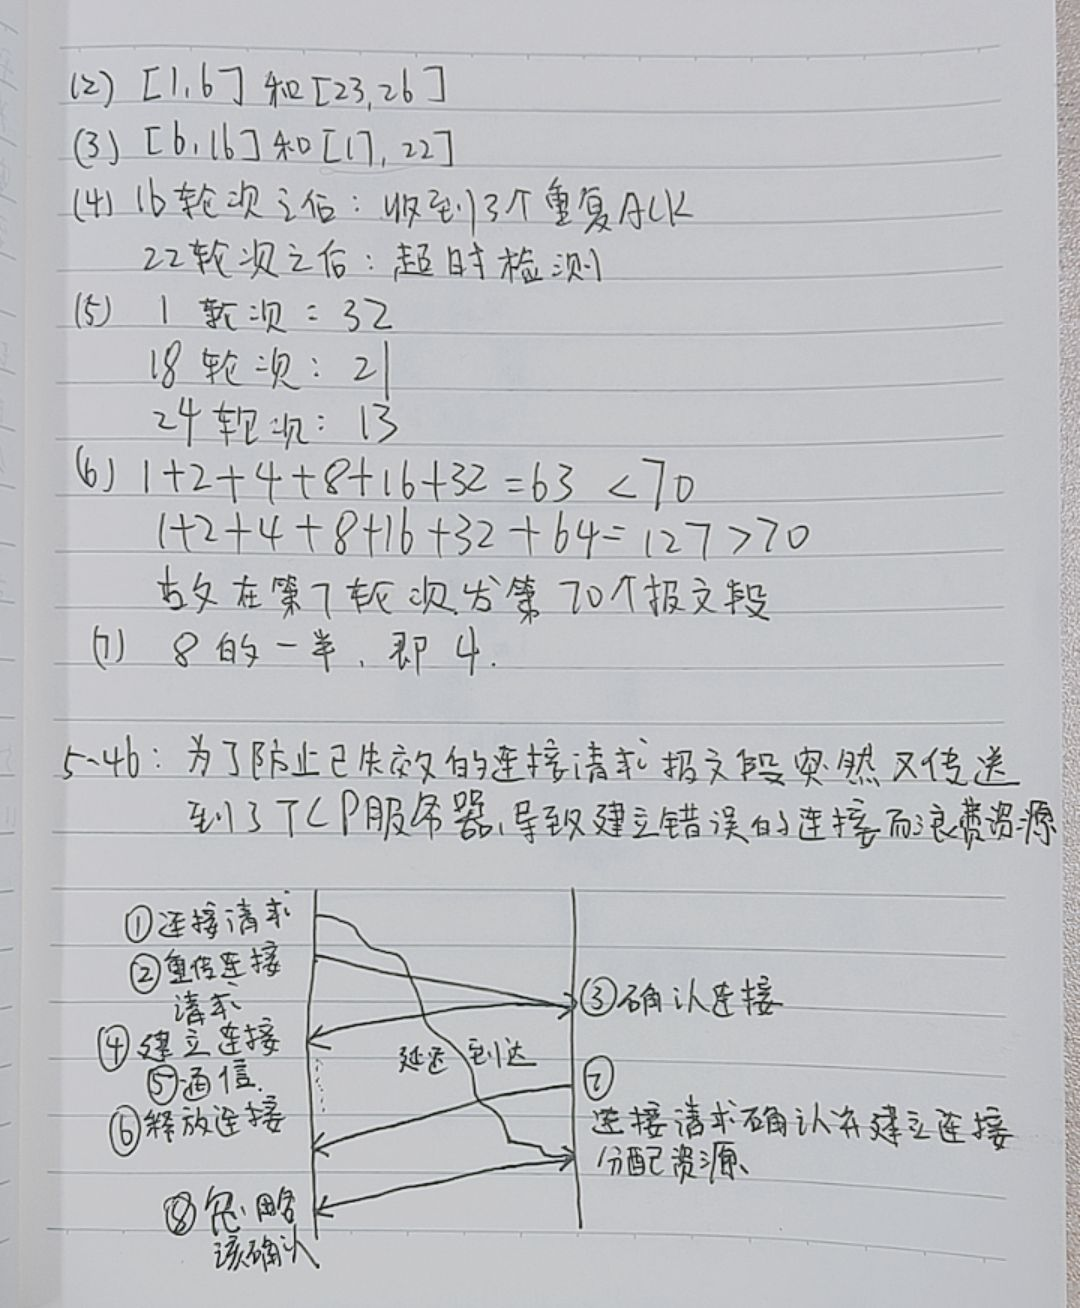 (2) [1,6] 和 [23,26]
(3) [6,16] 和 [17,22]
(4) 16轮次之后: 收到3个重复ACK
22轮次之后: 超时检测
(5) 1轮次: 32
18轮次: 21
24轮次: 13
(6) 1+2+4+8+16+32=63 <70
1+2+4+8+16+32+64=127>70
故在第7轮次发第70个报文段
(7) 8的一半, 即4.
5-46: 为了防止已失效的连接请求报文段突然又传送
到了TCP服务器,导致建立错误的连接而浪费资源
①连接请求
②重传连接
请求
③确认连接
④建立连接
延迟到达
⑤通信.
⑦
⑥释放连接
连接请求确认并建立连接
分配资源、
⑧忽略
该确认